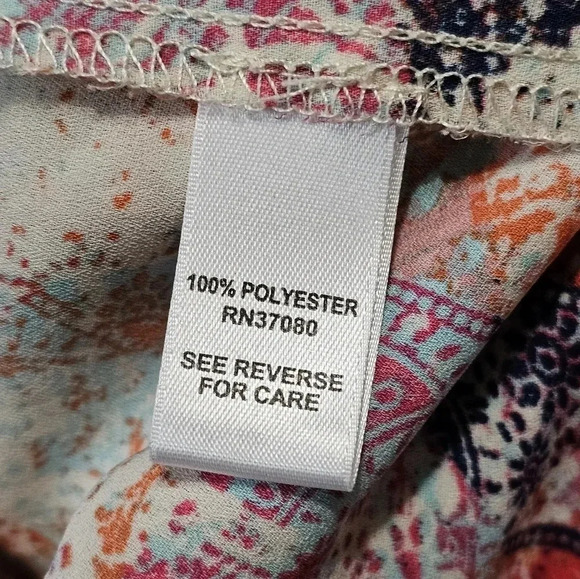 100% POLYESTER
RN37080
SEE REVERSE
FOR CARE